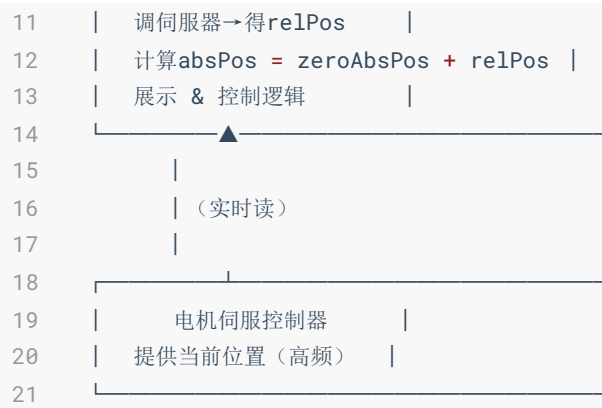 11 │ 调伺服器→得relPos │
12 │ 计算absPos = zeroAbsPos + relPos │
13 │ 展示 & 控制逻辑 │
14 └────────▲─────────────────────────
15 │
16 │（实时读）
17 │
18 ┌────────┴─────────────────────────
19 │ 电机伺服控制器 │
20 │ 提供当前位置（高频） │
21 └──────────────────────────────────